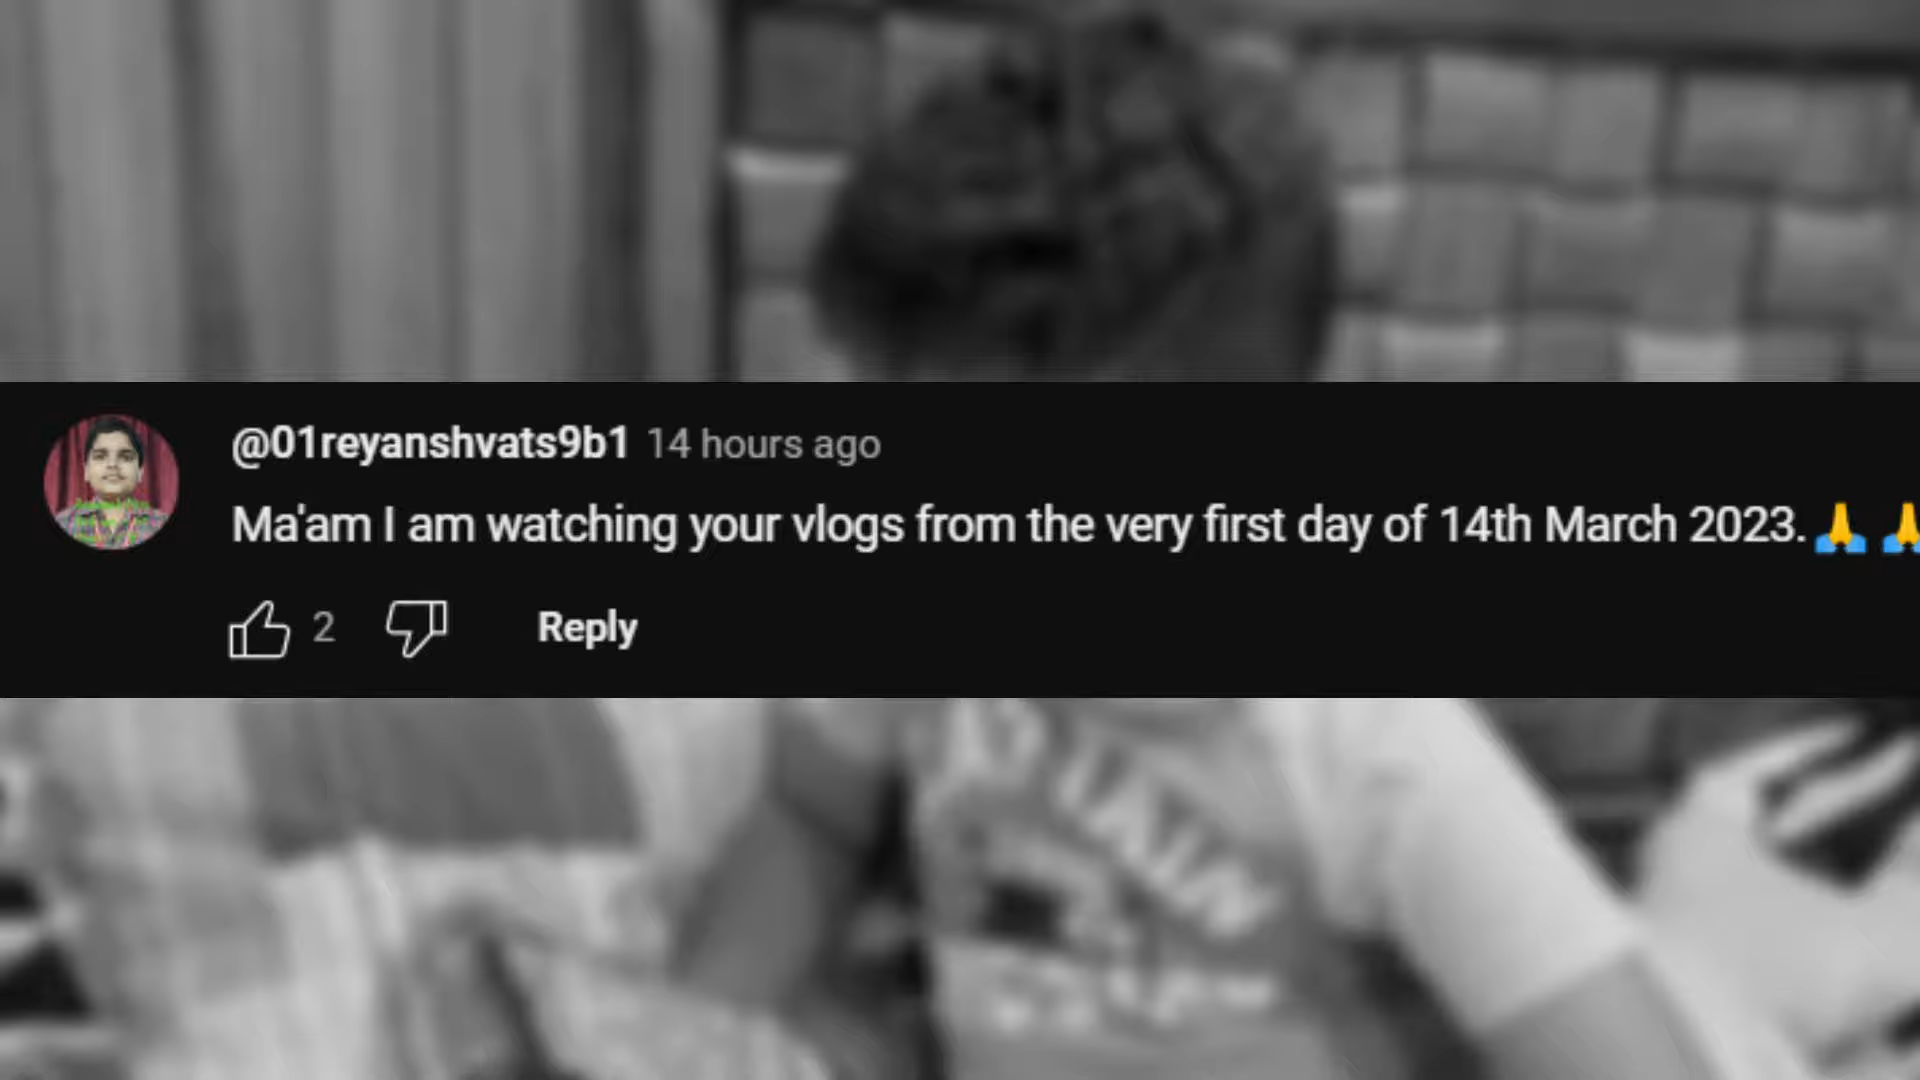 @01reyanshvats9b1 14 hours ago
Ma'am I am watching your vlogs from the very first day of 14th March 2023.🙏🙏
2
Reply